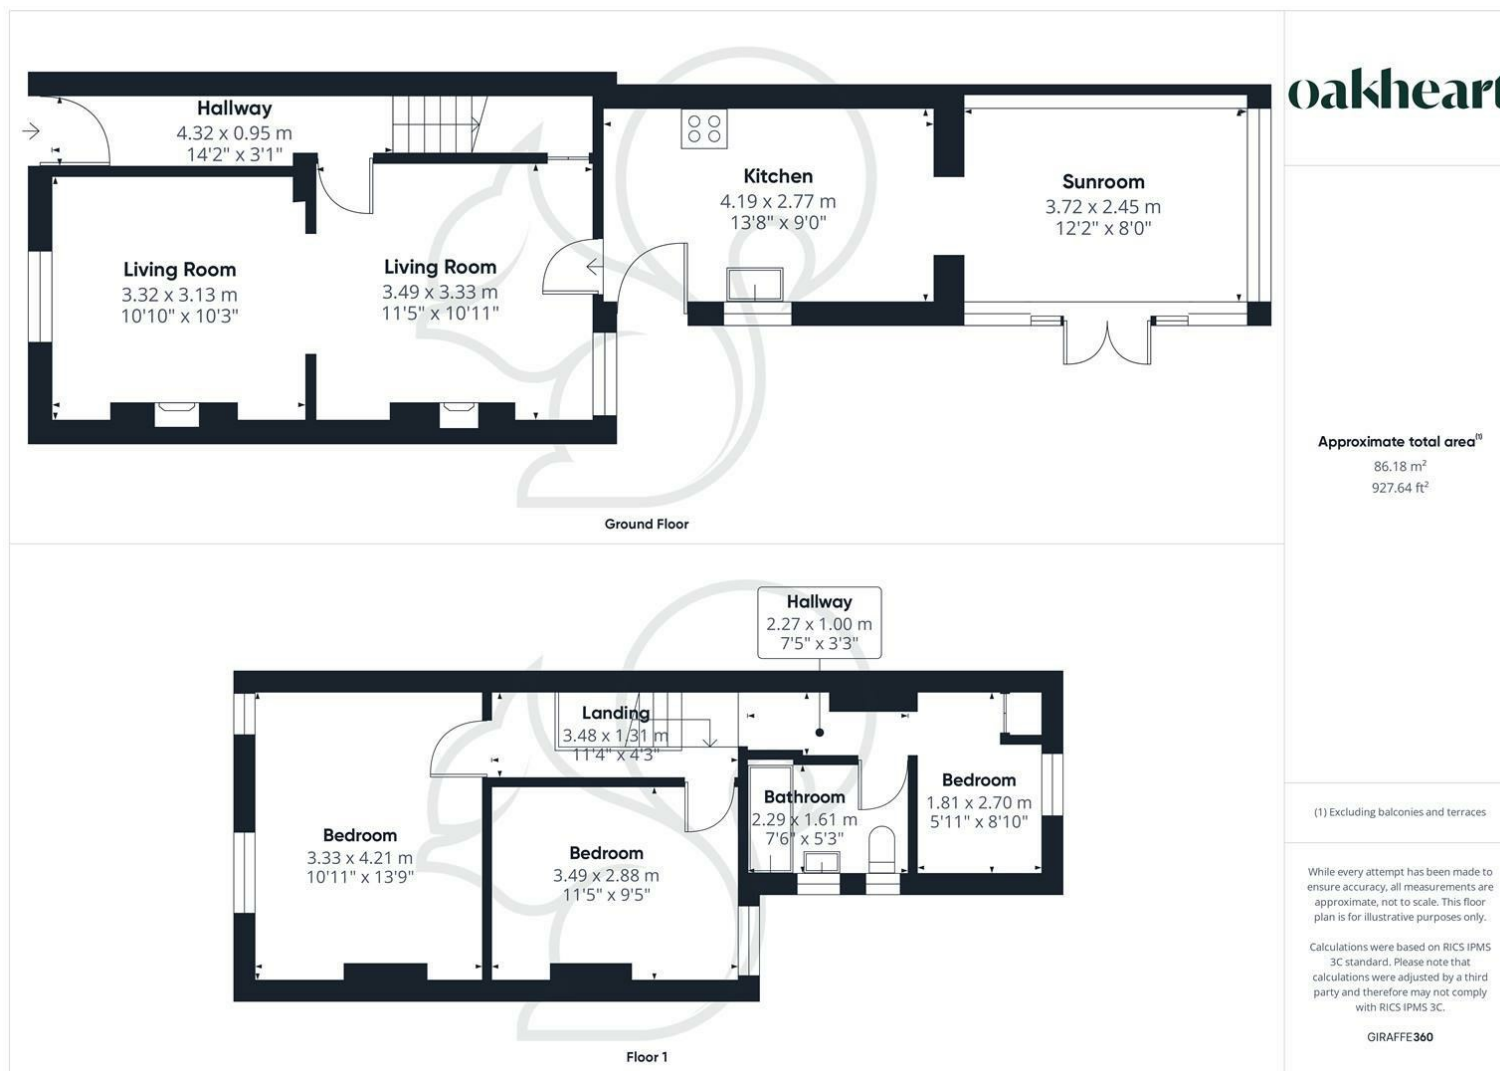 Hallway
4.32 x 0.95 m
14'2" x 3'1"
Kitchen
4.19 x 2.77 m
13'8" x 9'0"
Sunroom
3.72 x 2.45 m
12'2" x 8'0"
Living Room
3.32 x 3.13 m
10'10" x 10'3"
Living Room
3.49 x 3.33 m
11'5" x 10'11"
Ground Floor
Hallway
2.27 x 1.00 m
7'5" x 3'3"
Landing
3.48 x 1.31 m
11'4" x 4'3"
Bedroom
3.33 x 4.21 m
10'11" x 13'9"
Bedroom
3.49 x 2.88 m
11'5" x 9'5"
Bathroom
2.29 x 1.61 m
7'6" x 5'3"
Bedroom
1.81 x 2.70 m
5'11" x 8'10"
Floor 1
oakheart
Approximate total area(1)
86.18 m²
927.64 ft²
(1) Excluding balconies and terraces
While every attempt has been made to
ensure accuracy, all measurements are
approximate, not to scale. This floor
plan is for illustrative purposes only.
Calculations were based on RICS IPMS
3C standard. Please note that
calculations were adjusted by a third
party and therefore may not comply
with RICS IPMS 3C.
GIRAFFE360